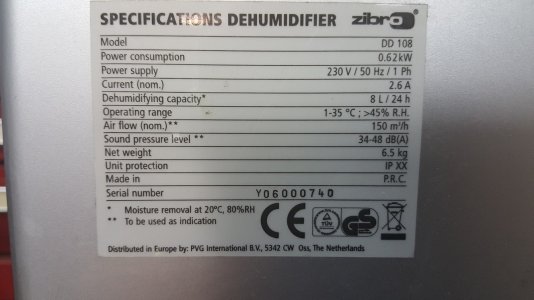 SPECIFICATIONS DEHUMIDIFIER zibro
Model DD 108
Power consumption 0.62kW
Power supply 230 V / 50 Hz / 1 Ph
Current (nom.) 2.6 A
Dehumidifying capacity* 8 L / 24 h
Operating range 1-35 °C ; >45% R.H.
Air flow (nom.)** 150 m³/h
Sound pressure level ** 34-48 dB(A)
Net weight 6.5 kg
Unit protection IP XX
Made in P.R.C.
Serial number Y06000740
* Moisture removal at 20°C, 80%RH
** To be used as indication
CE TÜV GS
Distributed in Europe by: PVG International B.V., 5342 CW Oss, The Netherlands